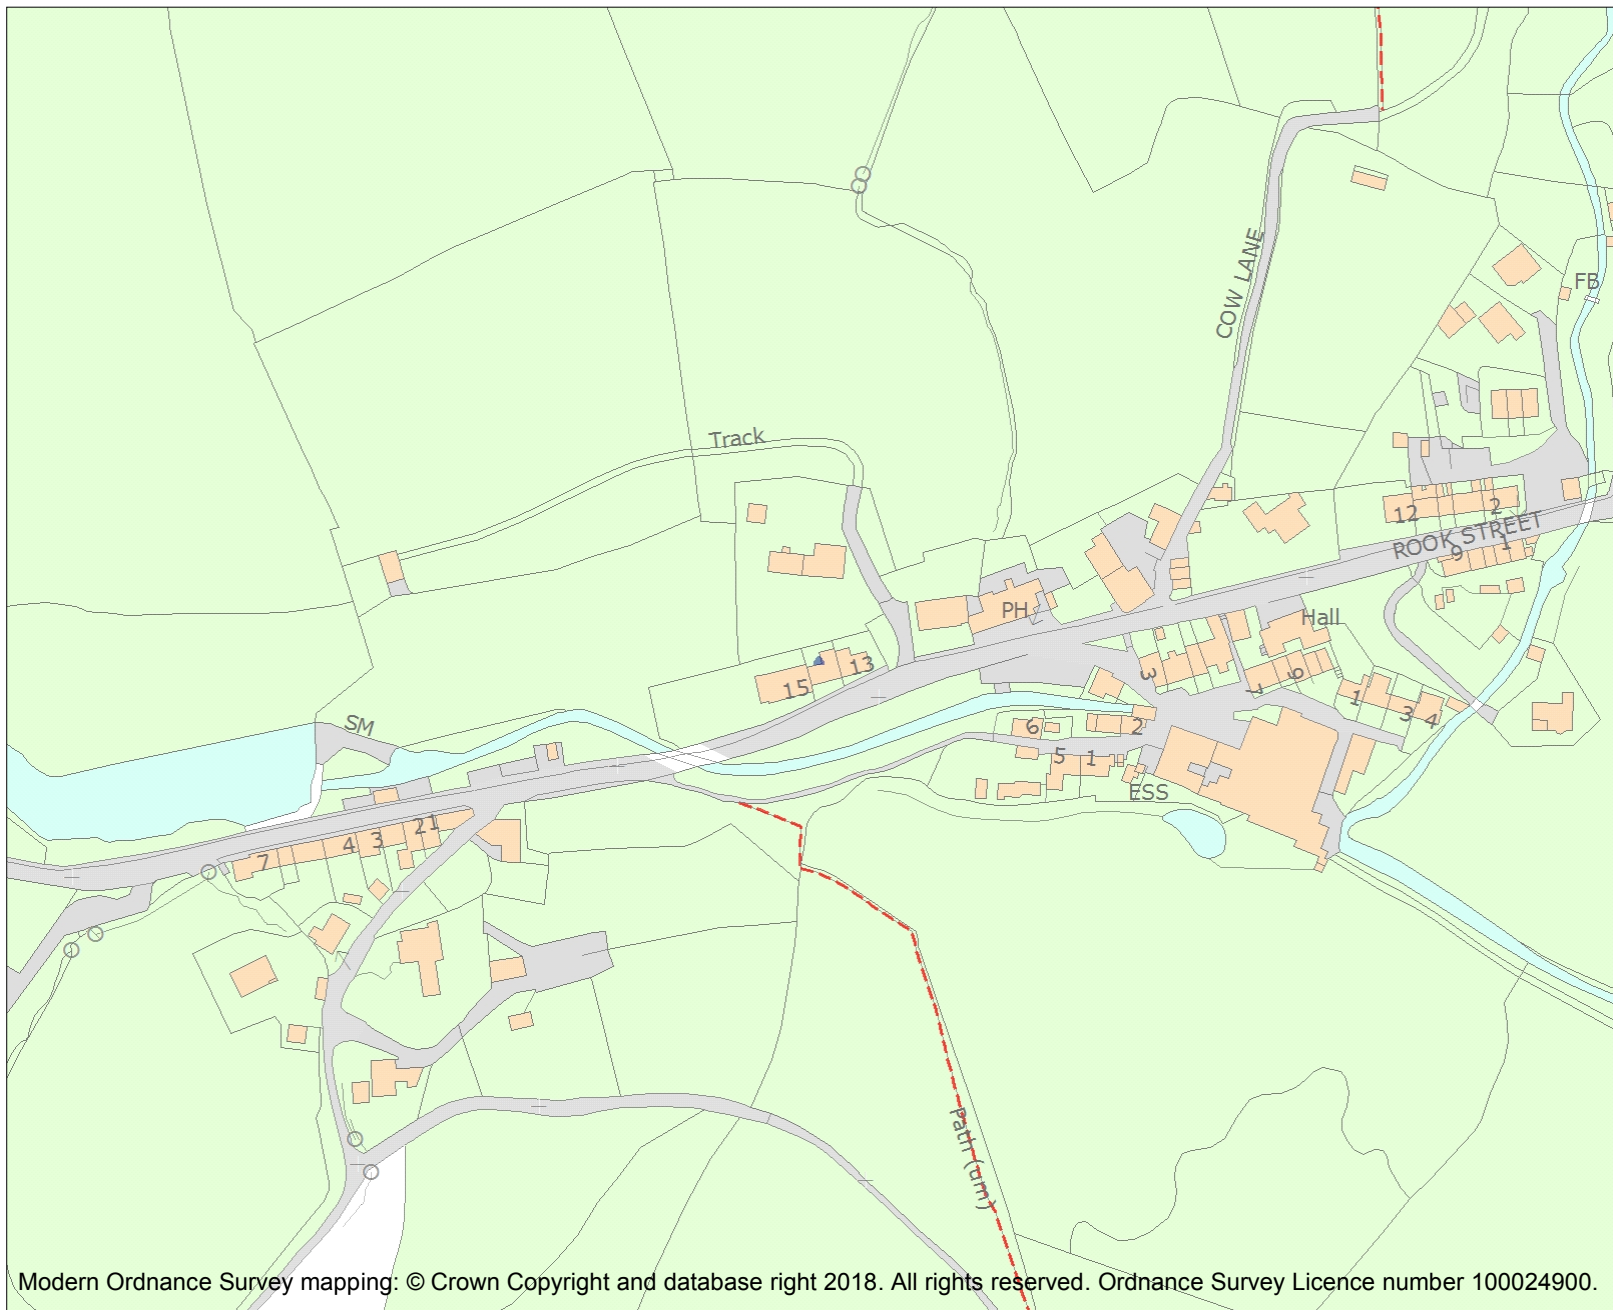 COW LANE
FB
Track
12
2
ROOK STREET
9
1
PH
Hall
13
15
3
7
9
1
3
4
SM
6
2
5
1
ESS
7
4
3
2
1
Path (um)
Modern Ordnance Survey mapping: © Crown Copyright and database right 2018. All rights reserved. Ordnance Survey Licence number 100024900.